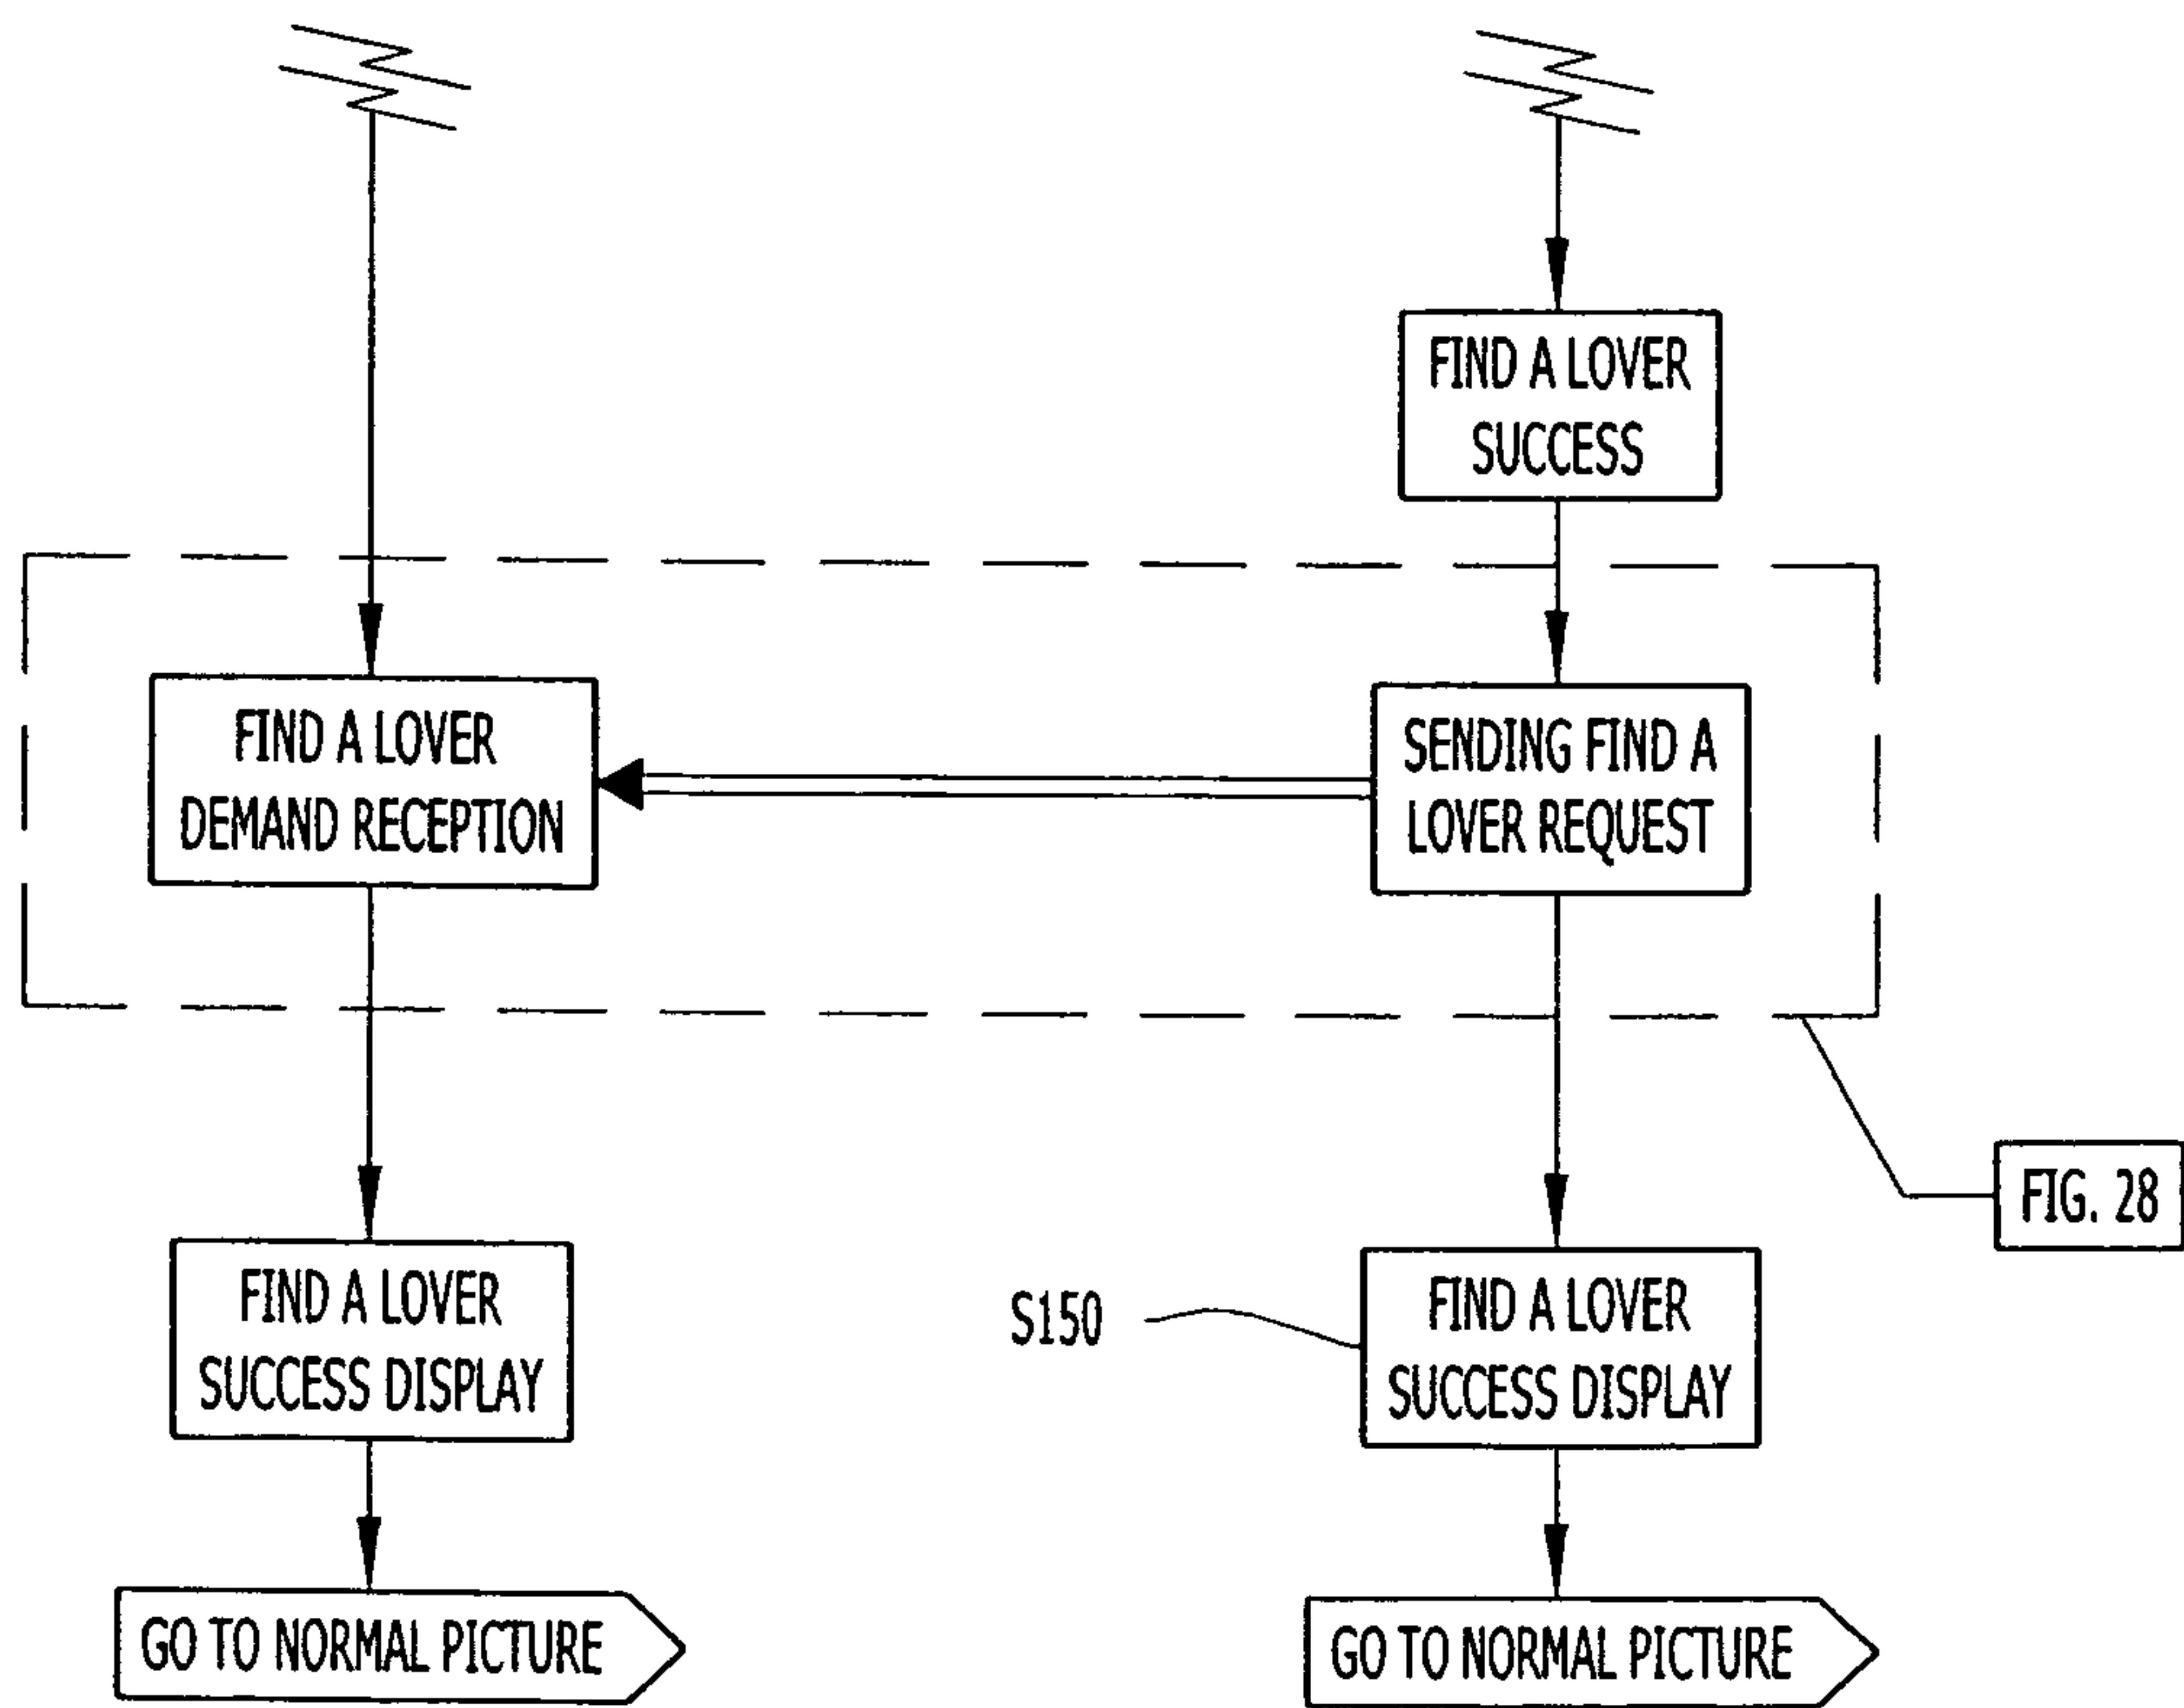 FIND A LOVER
SUCCESS
FIND A LOVER
DEMAND RECEPTION
SENDING FIND A
LOVER REQUEST
FIG. 28
FIND A LOVER
SUCCESS DISPLAY
S150
FIND A LOVER
SUCCESS DISPLAY
GO TO NORMAL PICTURE
GO TO NORMAL PICTURE